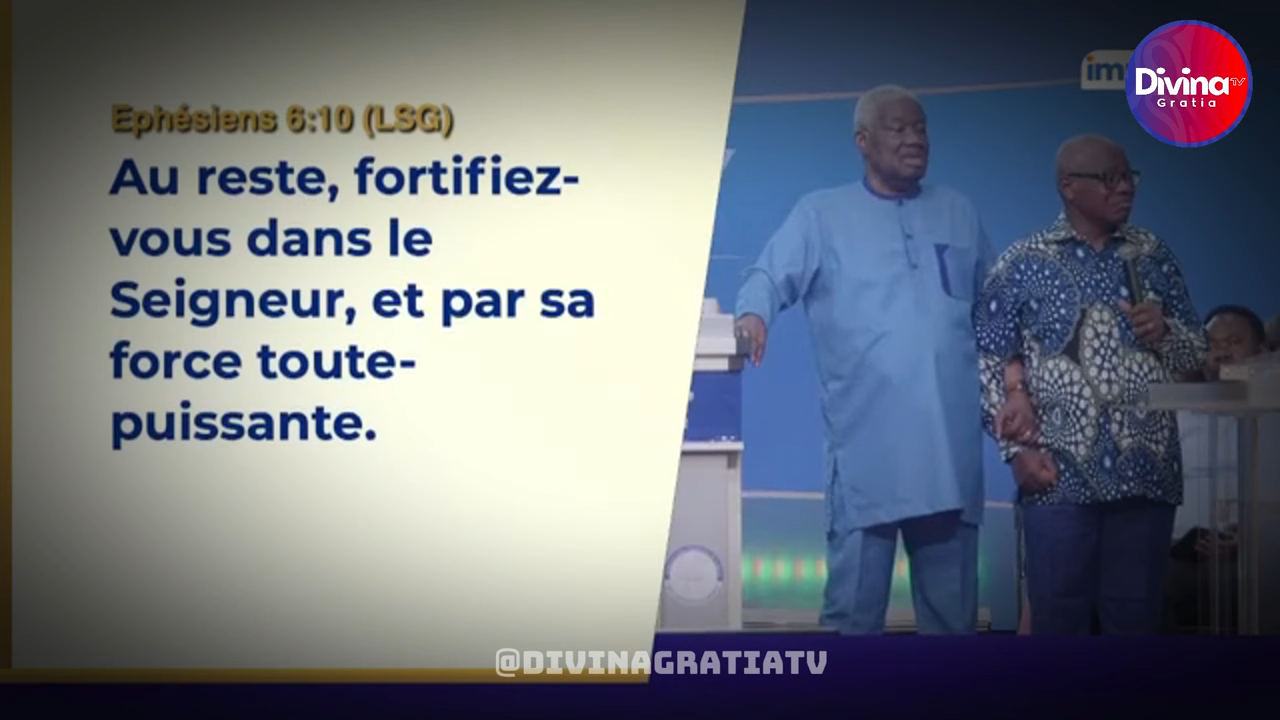 Ephésiens 6:10 (LSG)
Au reste, fortifiez-
vous dans le
Seigneur, et par sa
force toute-
puissante.
Divina TV
Gratia
@DIVINAGRATIATV